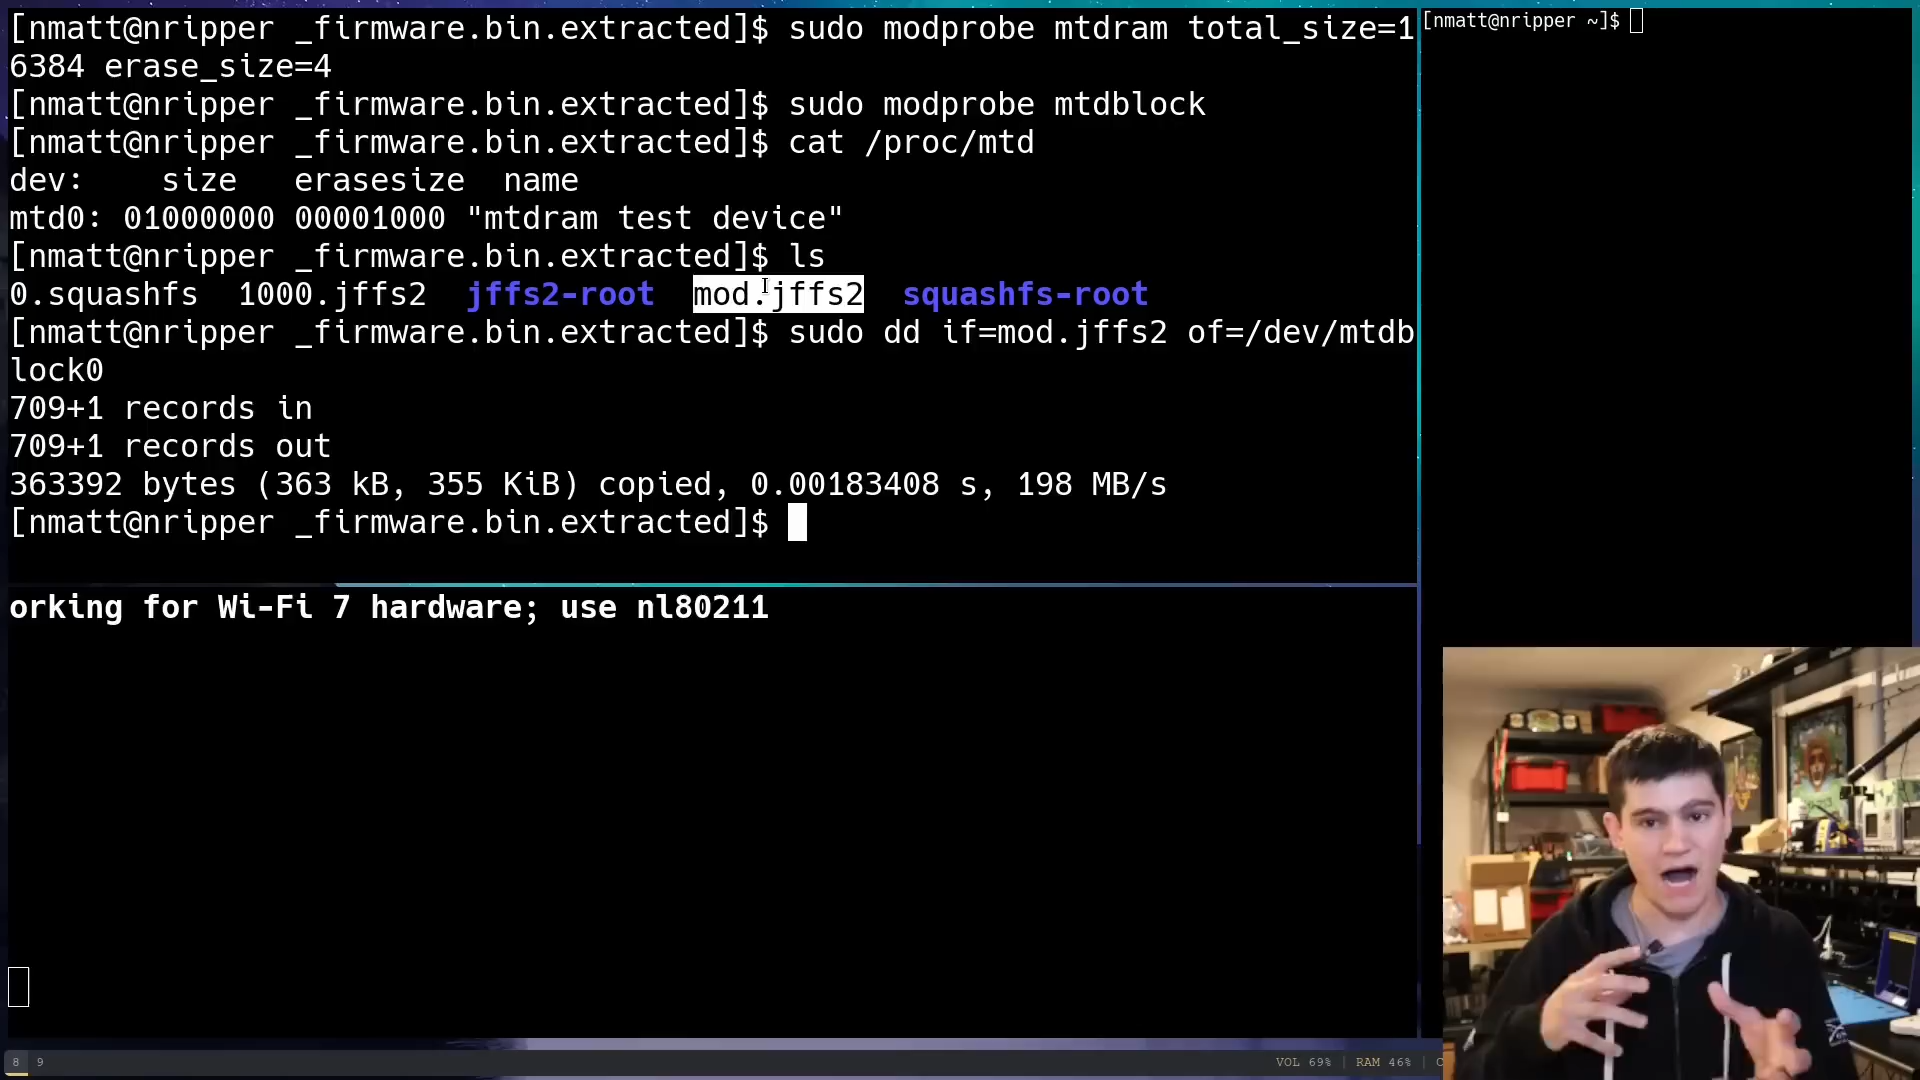 [nmatt@nripper _firmware.bin.extracted]$ sudo modprobe mtdram total_size=1
6384 erase_size=4
[nmatt@nripper _firmware.bin.extracted]$ sudo modprobe mtdblock
[nmatt@nripper _firmware.bin.extracted]$ cat /proc/mtd
dev:    size   erasesize  name
mtd0: 01000000 00001000 "mtdram test device"
[nmatt@nripper _firmware.bin.extracted]$ ls
0.squashfs  1000.jffs2  jffs2-root  mod.jffs2  squashfs-root
[nmatt@nripper _firmware.bin.extracted]$ sudo dd if=mod.jffs2 of=/dev/mtdb
lock0
709+1 records in
709+1 records out
363392 bytes (363 kB, 355 KiB) copied, 0.00183408 s, 198 MB/s
[nmatt@nripper _firmware.bin.extracted]$
[nmatt@nripper ~]$
orking for Wi-Fi 7 hardware; use nl80211
8 9
VOL 69% | RAM 46% | C